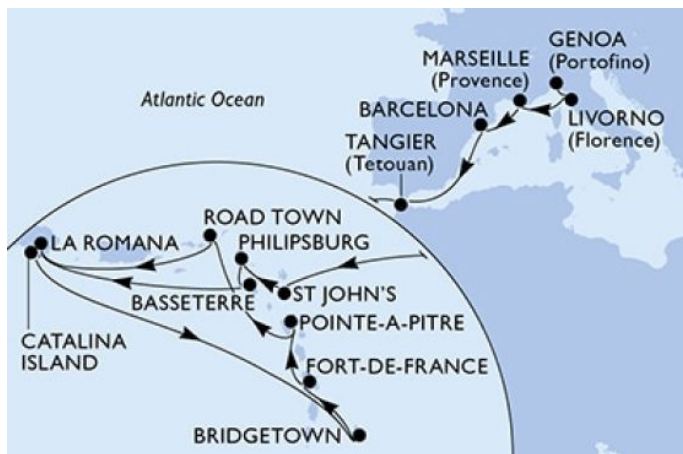 GENOA
(Portofino)
MARSEILLE
(Provence)
Atlantic Ocean
BARCELONA
LIVORNO
(Florence)
TANGIER
(Tetouan)
ROAD TOWN
LA ROMANA
PHILIPSBURG
BASSETERRE
ST JOHN'S
POINTE-A-PITRE
CATALINA
ISLAND
FORT-DE-FRANCE
BRIDGETOWN